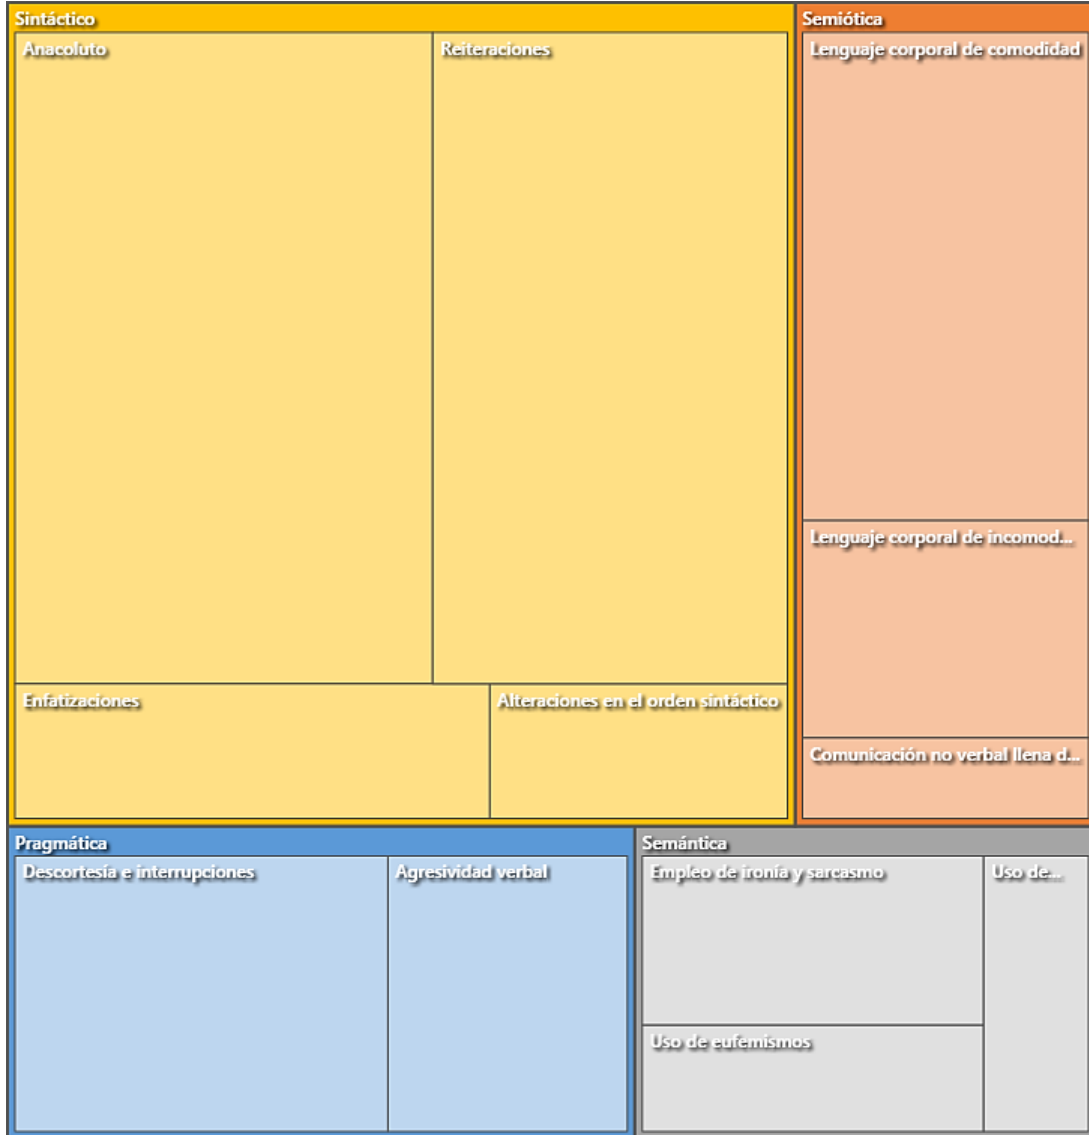 Sintáctico
Anacoluto
Reiteraciones
Enfatizaciones
Alteraciones en el orden sintáctico
Semiótica
Lenguaje corporal de comodidad
Lenguaje corporal de incomod...
Comunicación no verbal llena d...
Pragmática
Descortesía e interrupciones
Agresividad verbal
Semántica
Empleo de ironía y sarcasmo
Uso de...
Uso de eufemismos